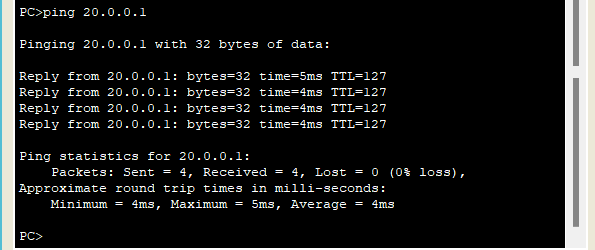 PC>ping 20.0.0.1
Pinging 20.0.0.1 with 32 bytes of data:
Reply from 20.0.0.1: bytes=32 time=5ms TTL=127
Reply from 20.0.0.1: bytes=32 time=4ms TTL=127
Reply from 20.0.0.1: bytes=32 time=4ms TTL=127
Reply from 20.0.0.1: bytes=32 time=4ms TTL=127
Ping statistics for 20.0.0.1:
Packets: Sent = 4, Received = 4, Lost = 0 (0% loss),
Approximate round trip times in milli-seconds:
Minimum = 4ms, Maximum = 5ms, Average = 4ms
PC>